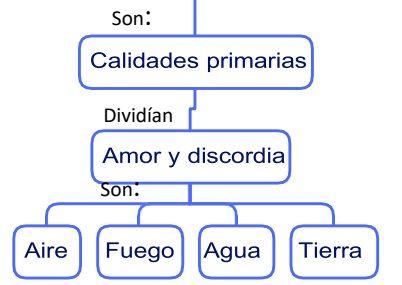 Son:
Calidades primarias
Dividían
Amor y discordia
Son:
Aire
Fuego
Agua
Tierra